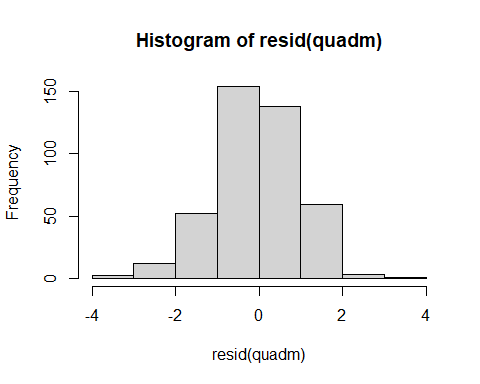 Histogram of resid(quadm)
Frequency
150
100
50
0
-4 -2 0 2 4
resid(quadm)